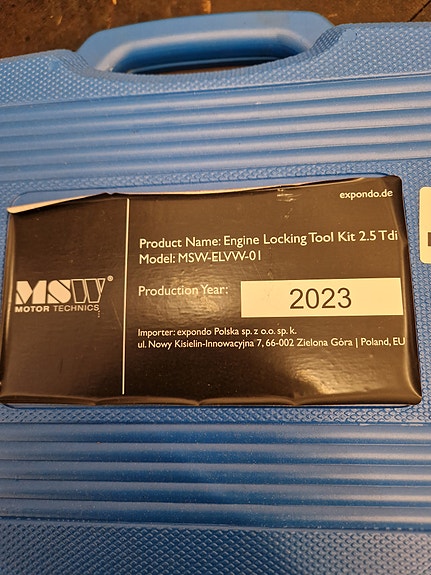 expondo.de
Product Name: Engine Locking Tool Kit 2.5 Tdi
Model: MSW-ELVW-01
Production Year: 2023
MSW®
MOTOR TECHNICS
Importer: expondo Polska sp. z o.o. sp. k.
ul. Nowy Kisielin-Innowacyjna 7, 66-002 Zielona Góra | Poland, EU